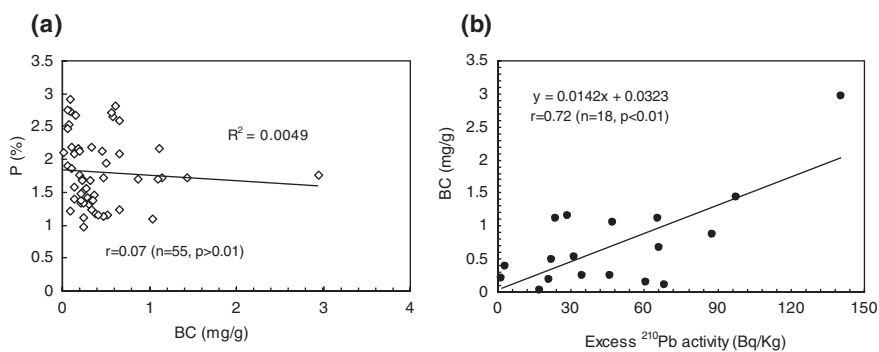 (a)
3.5
3
2.5
2
1.5
1
0.5
0
P (%)
R² = 0.0049
r=0.07 (n=55, p>0.01)
0 1 2 3 4
BC (mg/g)
(b)
3.5
3
2.5
2
1.5
1
0.5
0
BC (mg/g)
y = 0.0142x + 0.0323
r=0.72 (n=18, p<0.01)
0 30 60 90 120 150
Excess ²¹⁰Pb activity (Bq/Kg)